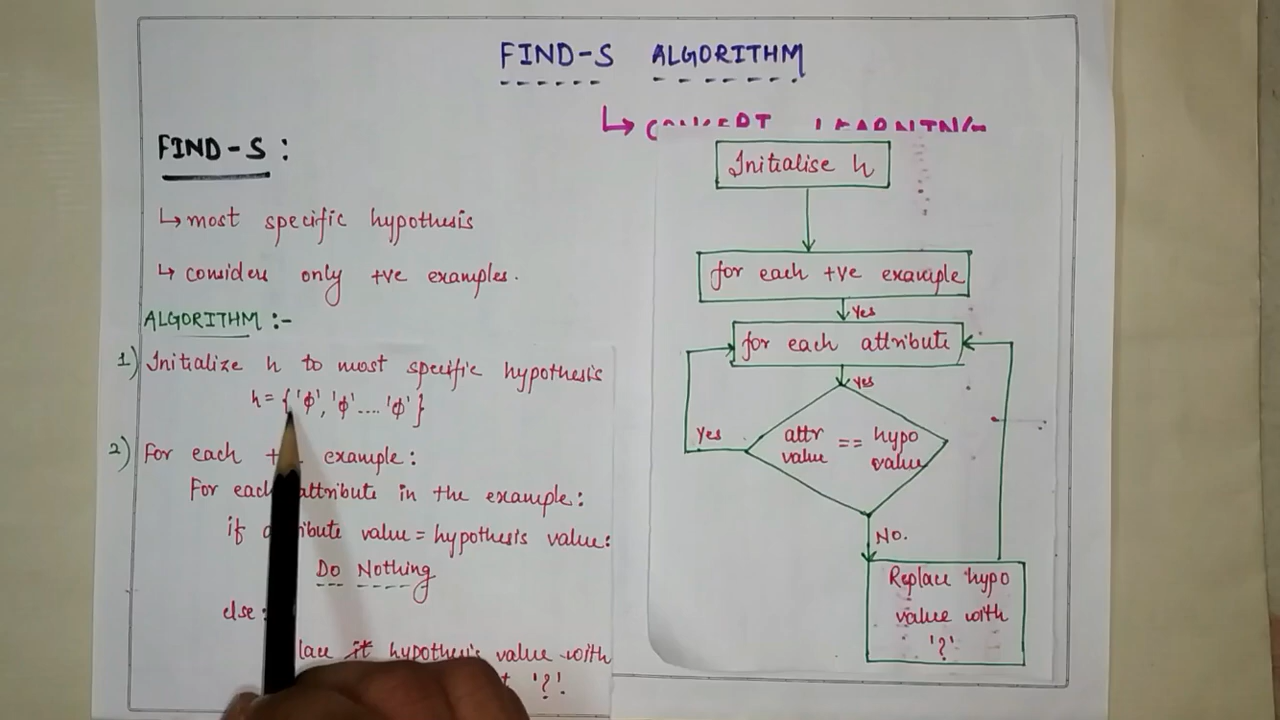 FIND-S ALGORITHM
FIND-S :
↳ most specific hypothesis
↳ considers only +ve examples.
ALGORITHM :-
1) Initialize h to most specific hypothesis
h = {'ϕ', 'ϕ' .... 'ϕ'}
2) For each example:
For each attribute in the example:
if value = hypothesis value:
Do Nothing
else:
hypothesis value with
'?'.
Initialise h
for each +ve example
Yes
for each attribute
Yes
attr value == hypo value
Yes
No.
Replace hypo
value with
'?'